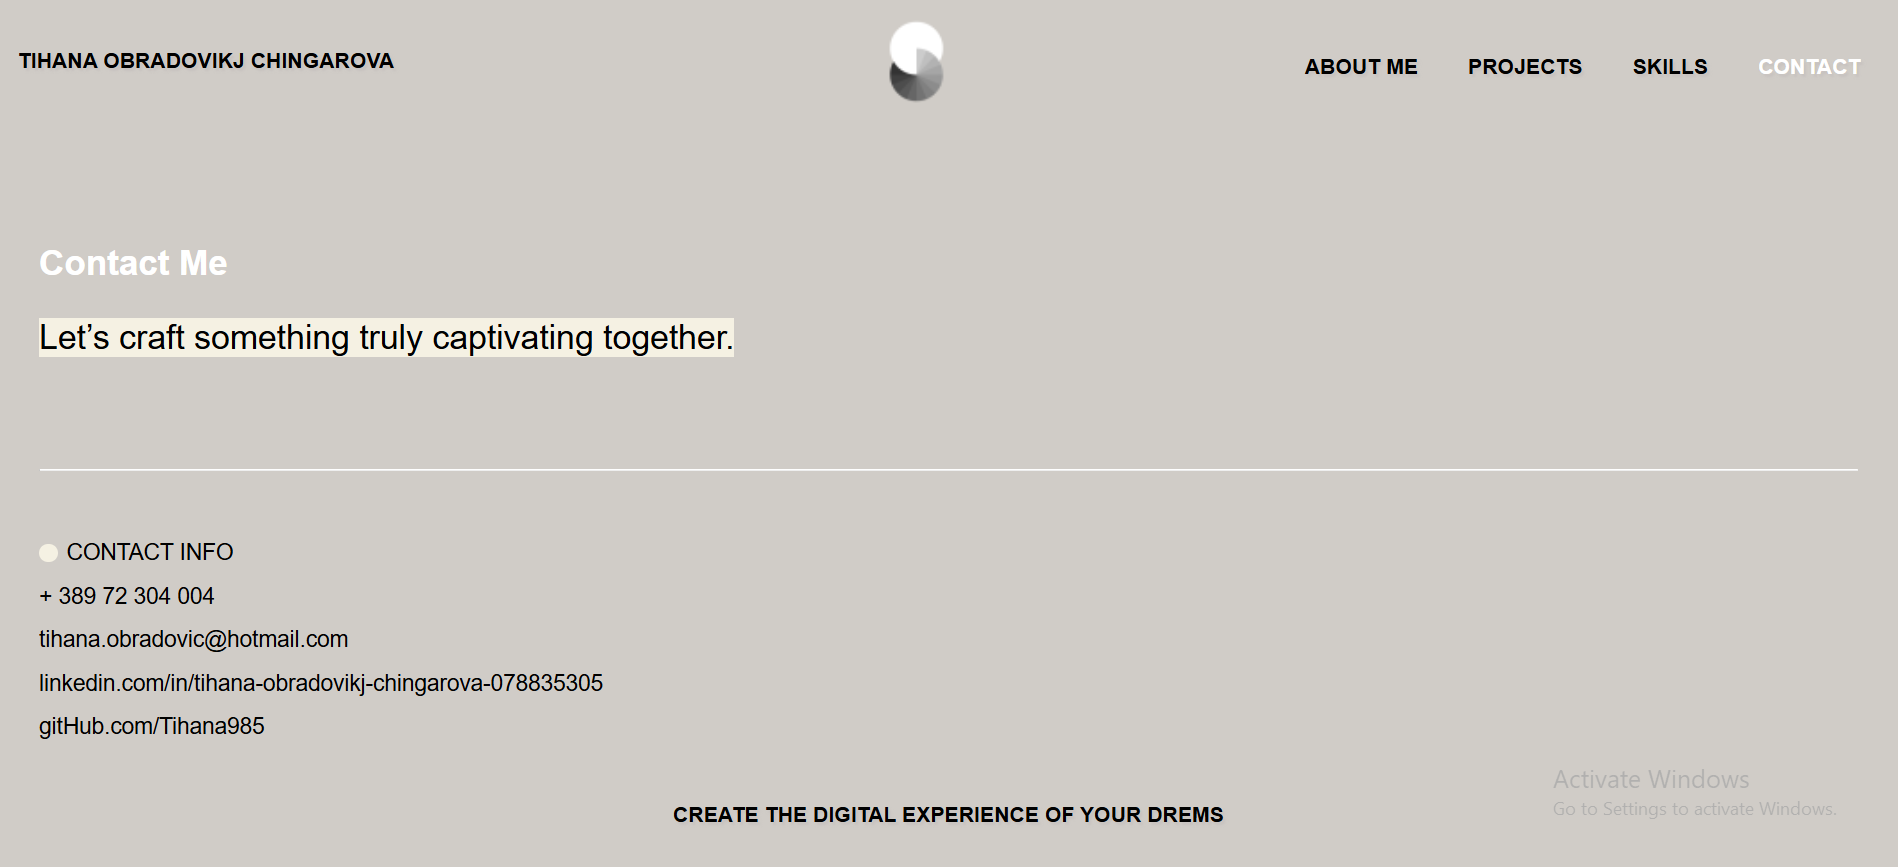 TIHANA OBRADOVIKJ CHINGAROVA
ABOUT ME PROJECTS SKILLS CONTACT
Contact Me
Let’s craft something truly captivating together.
CONTACT INFO
+ 389 72 304 004
tihana.obradovic@hotmail.com
linkedin.com/in/tihana-obradovikj-chingarova-078835305
gitHub.com/Tihana985
Activate Windows
Go to Settings to activate Windows.
CREATE THE DIGITAL EXPERIENCE OF YOUR DREMS